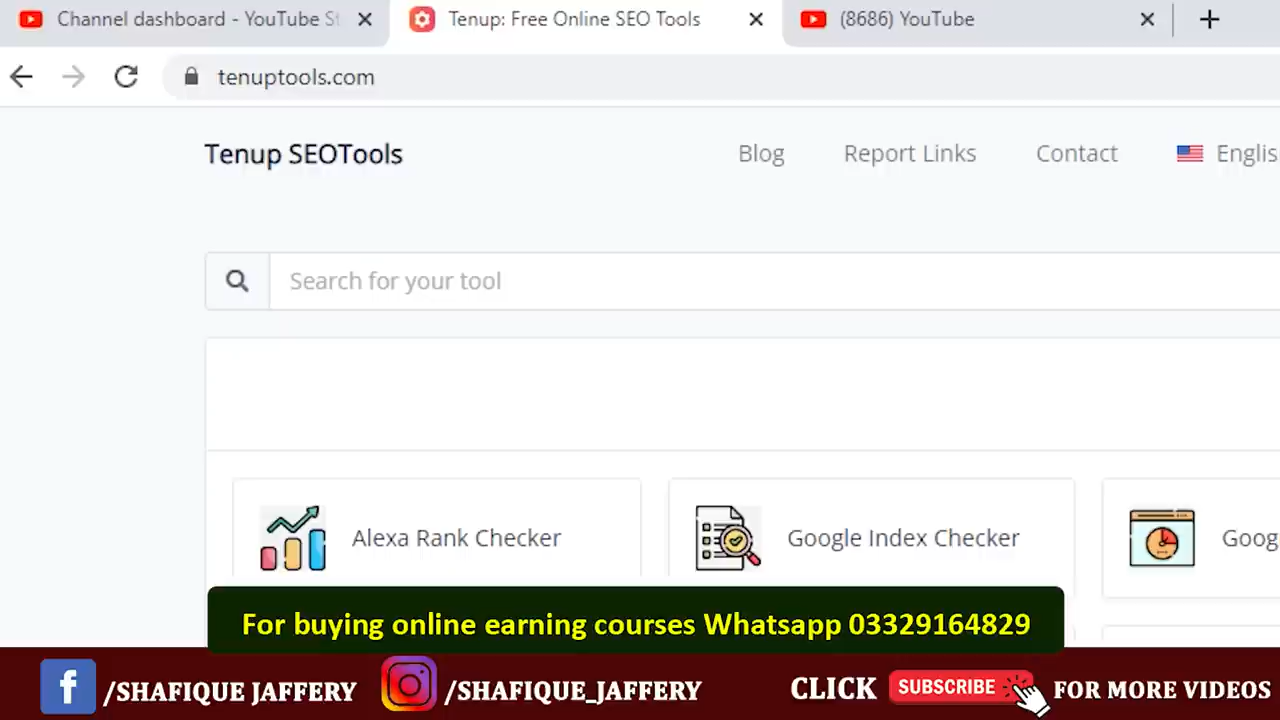 Channel dashboard - YouTube St
Tenup: Free Online SEO Tools
(8686) YouTube
tenuptools.com
Tenup SEOTools
Blog
Report Links
Contact
Englis
Search for your tool
Alexa Rank Checker
Google Index Checker
Goog
For buying online earning courses Whatsapp 03329164829
/SHAFIQUE JAFFERY
/SHAFIQUE_JAFFERY
CLICK SUBSCRIBE FOR MORE VIDEOS